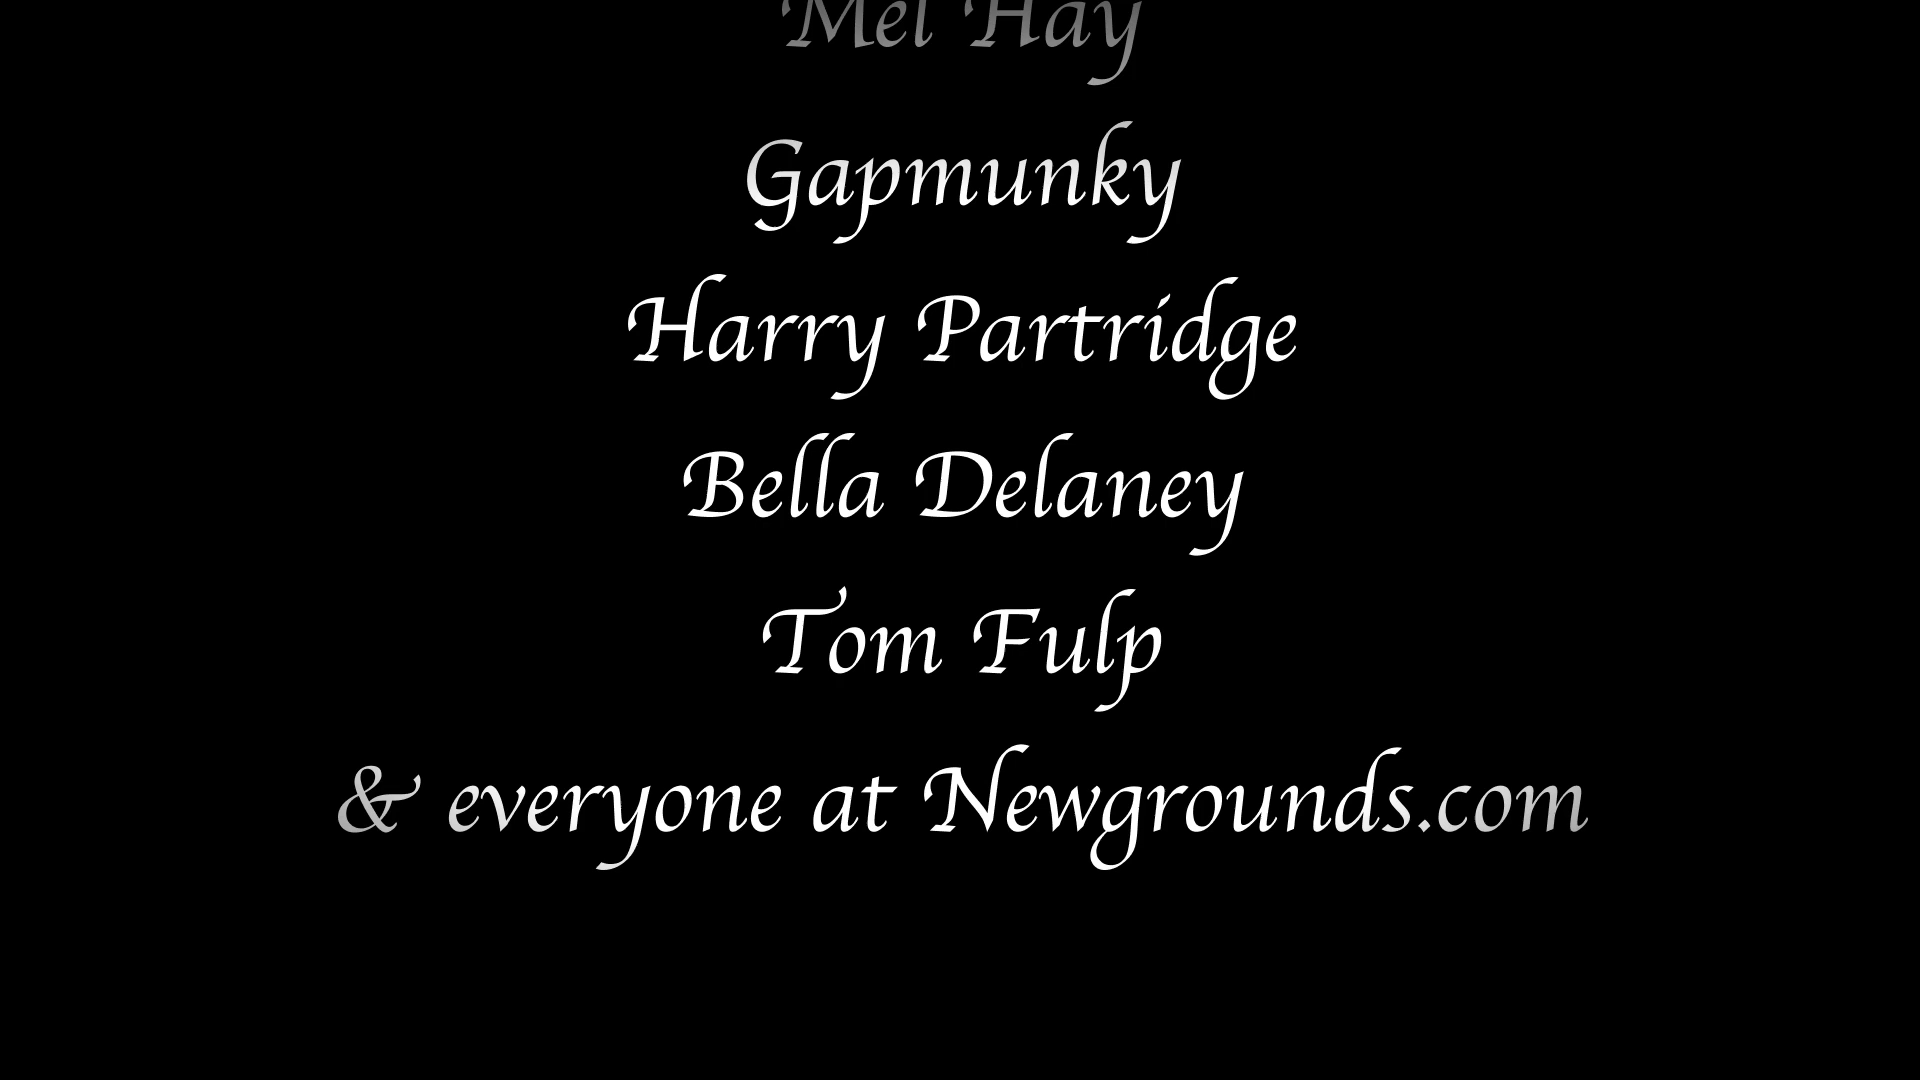 Mel Hay
Gapmunky
Harry Partridge
Bella Delaney
Tom Fulp
& everyone at Newgrounds.com